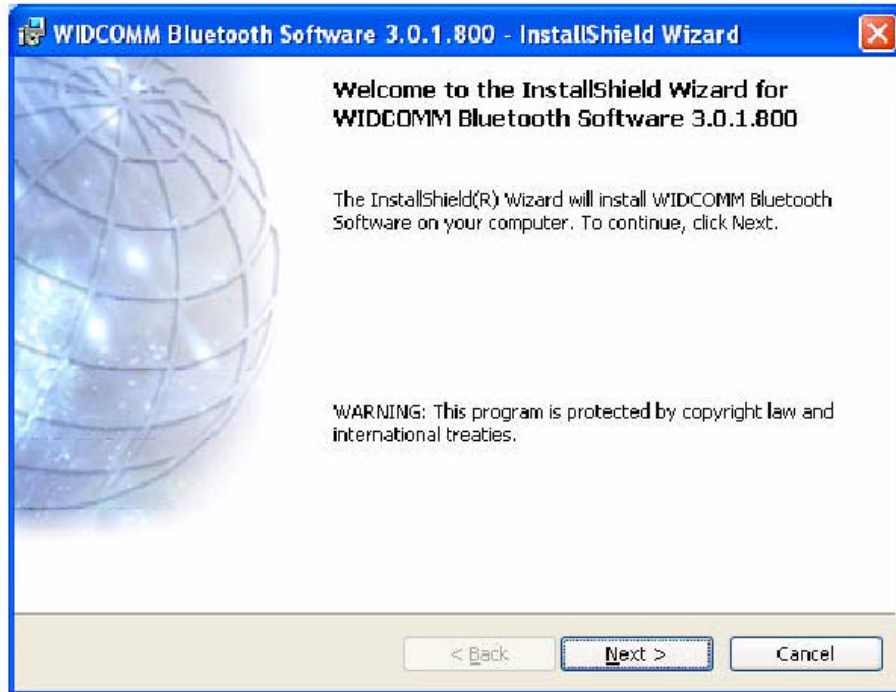 WIDCOMM Bluetooth Software 3.0.1.800 - InstallShield Wizard
Welcome to the InstallShield Wizard for
WIDCOMM Bluetooth Software 3.0.1.800
The InstallShield(R) Wizard will install WIDCOMM Bluetooth
Software on your computer. To continue, click Next.
WARNING: This program is protected by copyright law and
international treaties.
< Back
Next >
Cancel